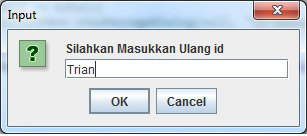 Input
?
Silahkan Masukkan Ulang id
Trian
OK Cancel